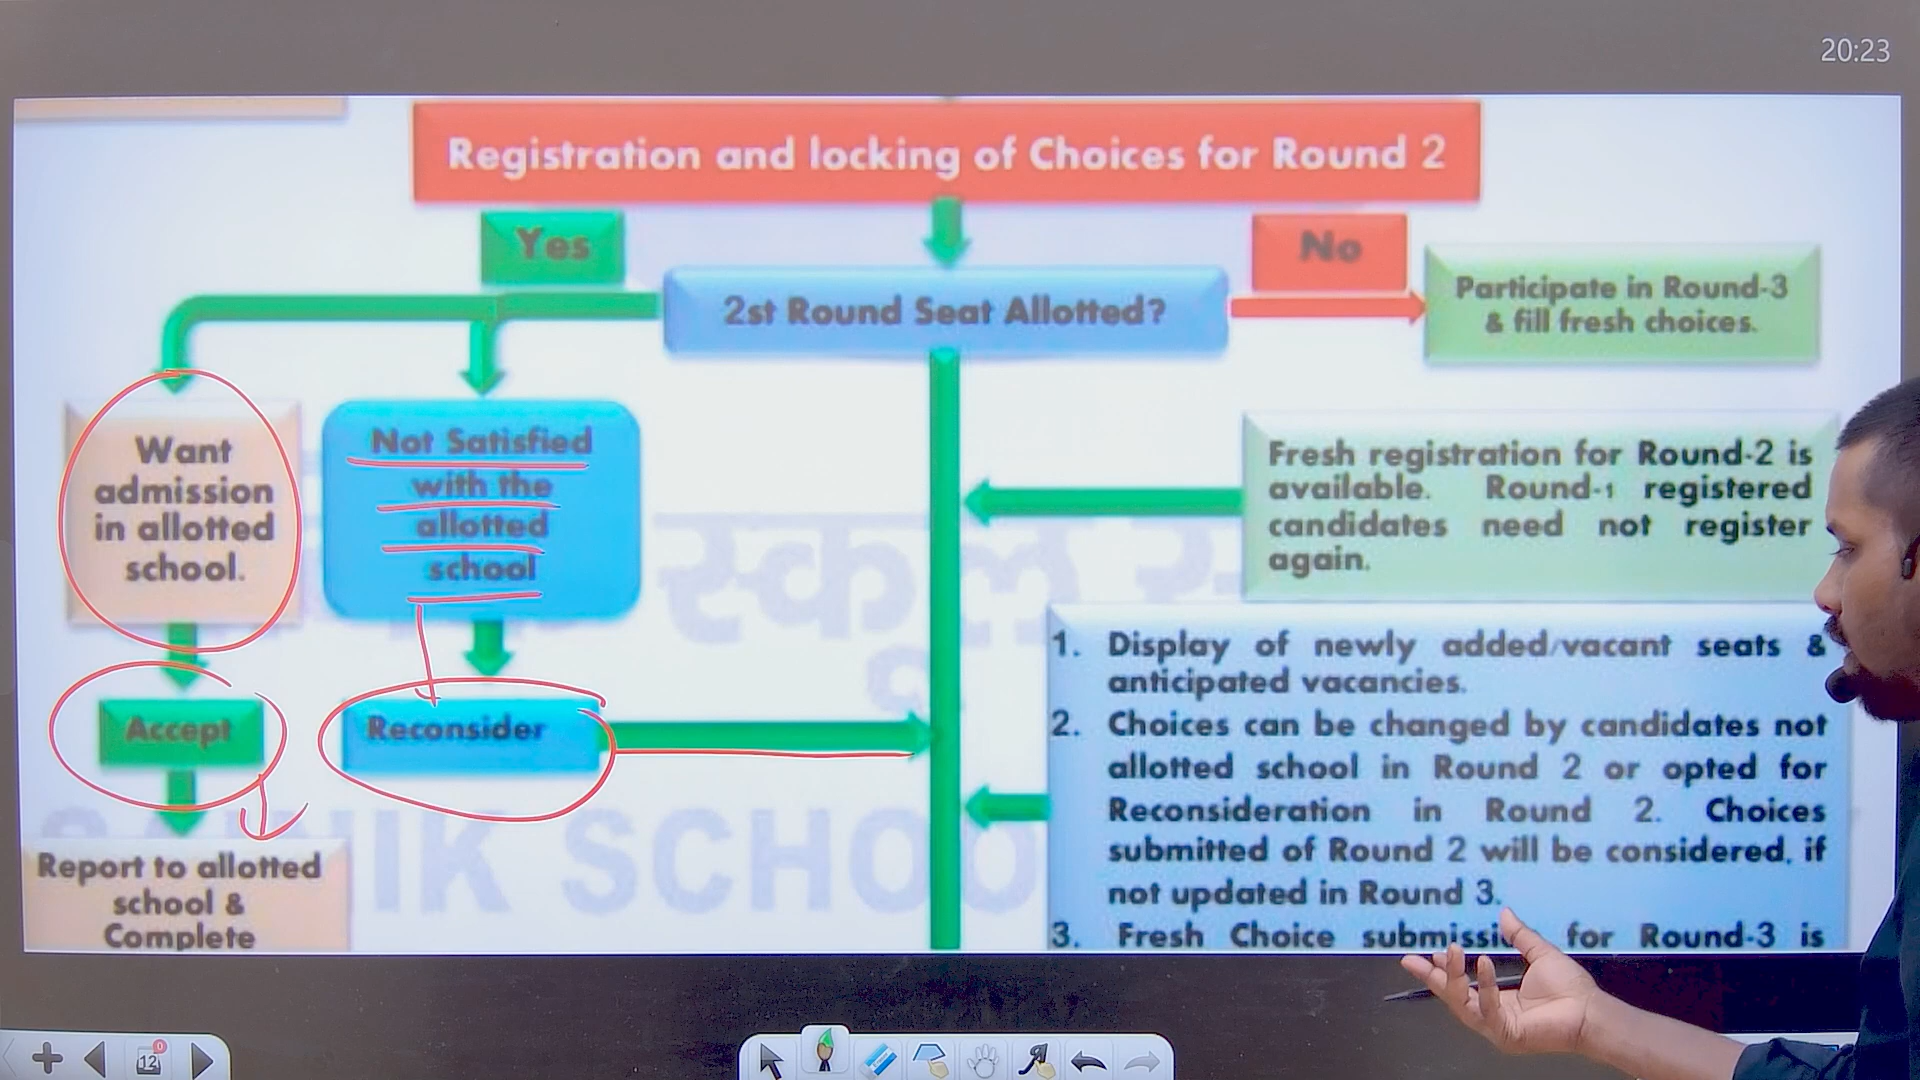 20:23
Registration and locking of Choices for Round 2
Yes
No
2st Round Seat Allotted?
Participate in Round-3
& fill fresh choices.
Want
admission
in allotted
school.
Not Satisfied
with the
allotted
school
Fresh registration for Round-2 is
available. Round-1 registered
candidates need not register
again.
Accept
Reconsider
1. Display of newly added/vacant seats &
anticipated vacancies.
2. Choices can be changed by candidates not
allotted school in Round 2 or opted for
Reconsideration in Round 2. Choices
submitted of Round 2 will be considered, if
not updated in Round 3.
3. Fresh Choice for Round-3 is
Report to allotted
school &
Complete
स्कूल
SCHOO
12
0